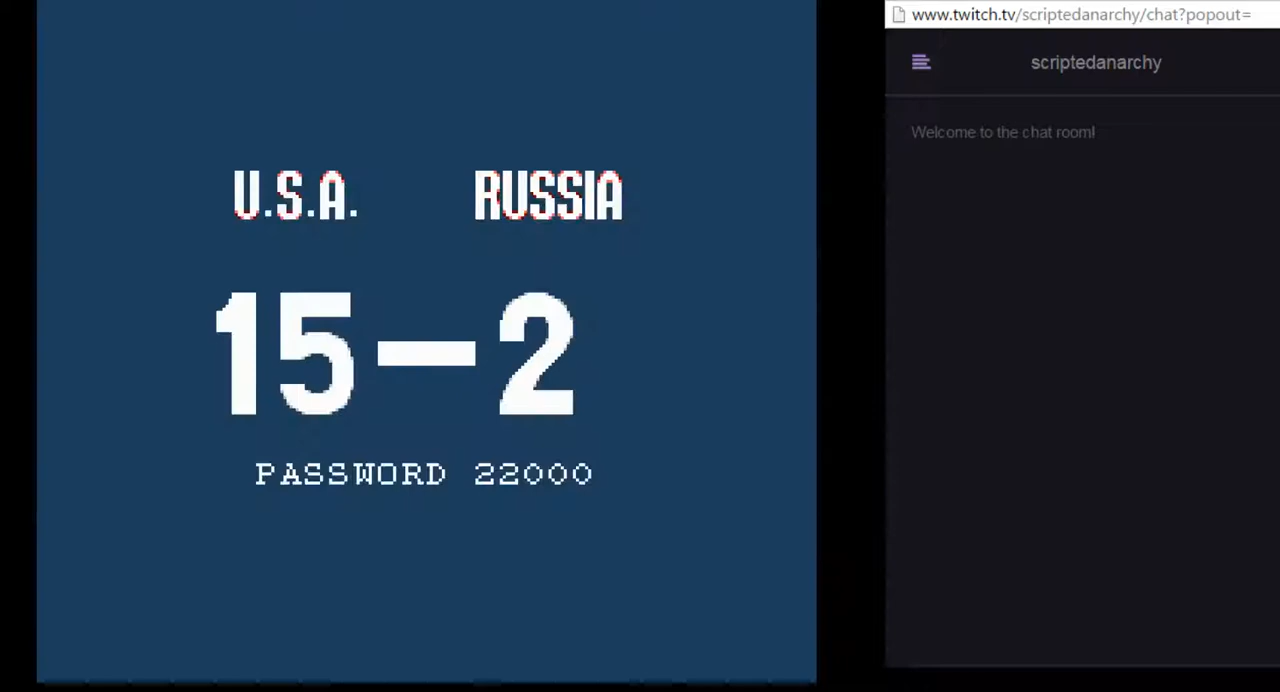 www.twitch.tv/scriptedanarchy/chat?popout=
scriptedanarchy
Welcome to the chat room!
U.S.A. RUSSIA
15-2
PASSWORD 22000